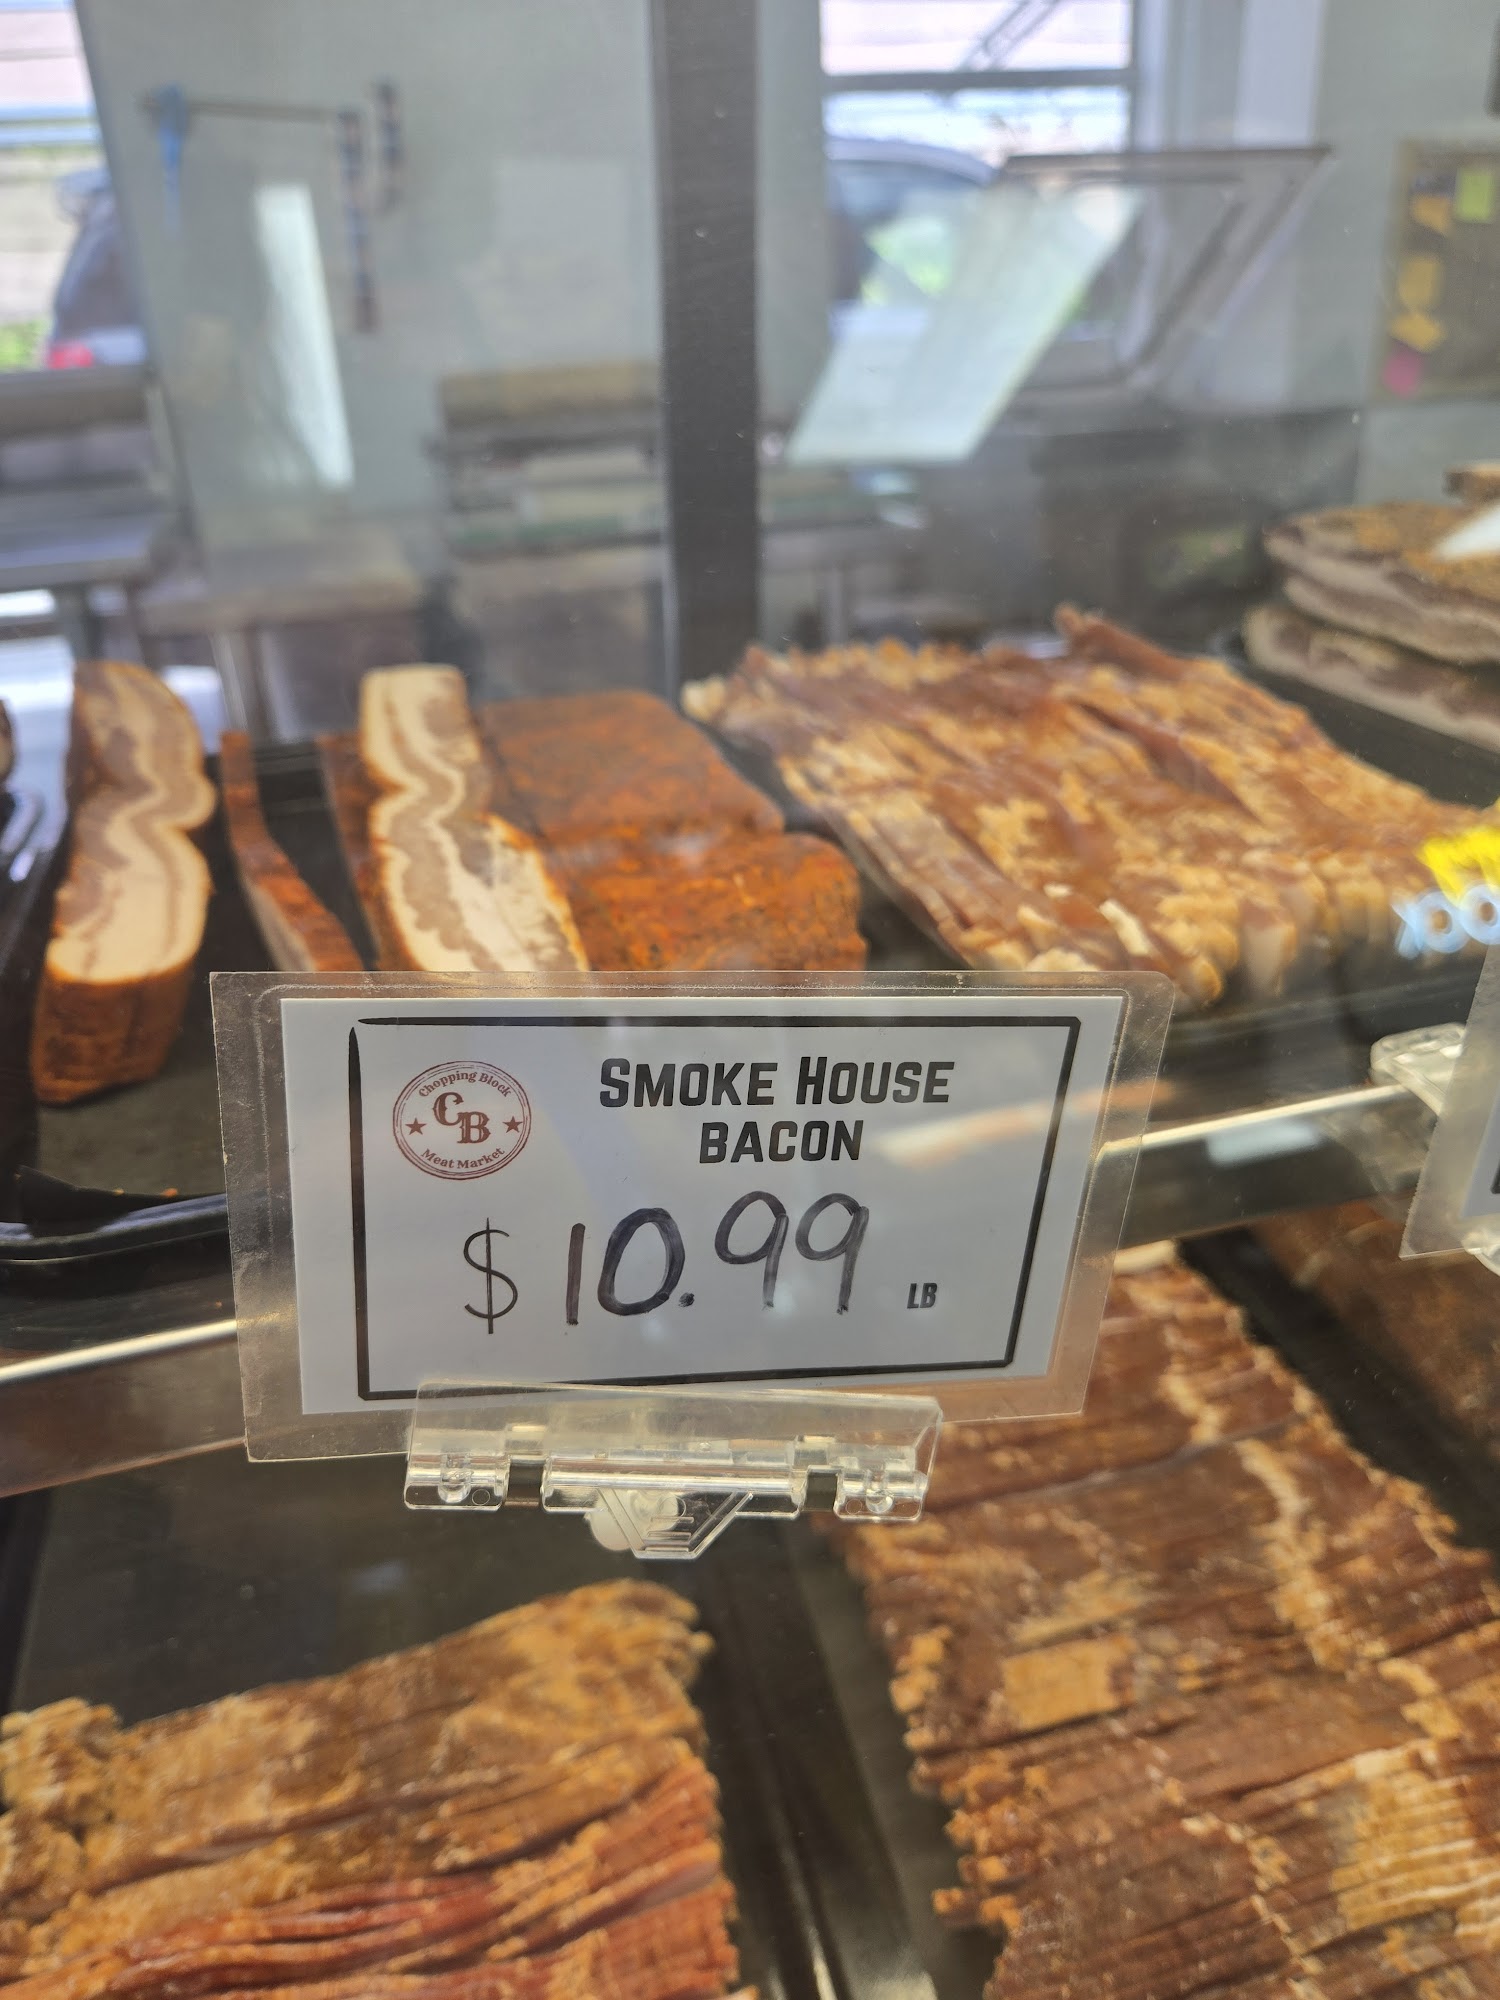 Chopping Block
CB
Meat Market
SMOKE HOUSE
BACON
$10.99 LB